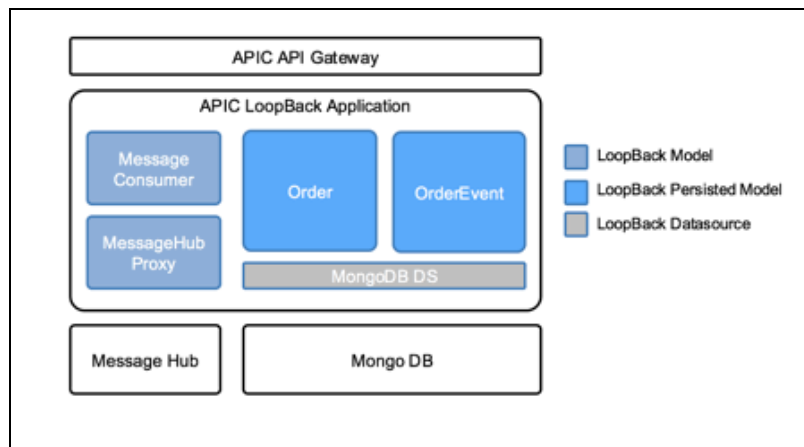 APIC API Gateway
APIC LoopBack Application
Message
Consumer
MessageHub
Proxy
Order
OrderEvent
MongoDB DS
Message Hub
Mongo DB
LoopBack Model
LoopBack Persisted Model
LoopBack Datasource